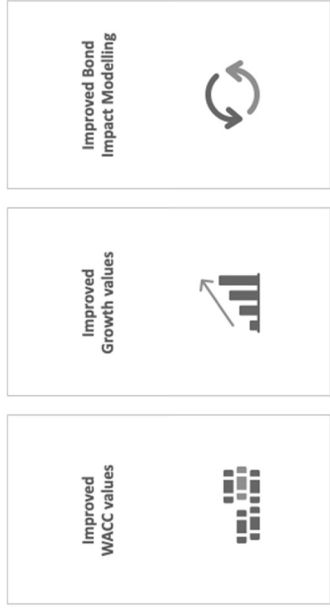 Improved
WACC values
Improved
Growth values
Improved Bond
Impact Modelling